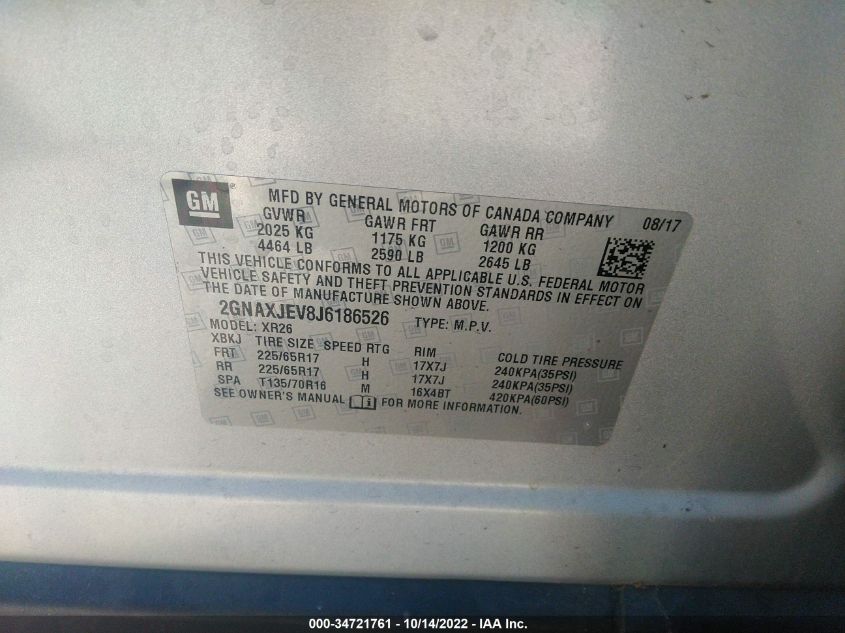 GM
MFD BY GENERAL MOTORS OF CANADA COMPANY 08/17
GVWR GAWR FRT GAWR RR
2025 KG 1175 KG 1200 KG
4464 LB 2590 LB 2645 LB
THIS VEHICLE CONFORMS TO ALL APPLICABLE U.S. FEDERAL MOTOR
VEHICLE SAFETY AND THEFT PREVENTION STANDARDS IN EFFECT ON
THE DATE OF MANUFACTURE SHOWN ABOVE.
2GNAXJEV8J6186526 TYPE: M.P.V.
MODEL: XR26
XBKJ TIRE SIZE SPEED RTG RIM COLD TIRE PRESSURE
FRT 225/65R17 H 17X7J 240KPA(35PSI)
RR 225/65R17 H 17X7J 240KPA(35PSI)
SPA T135/70R16 M 16X4BT 420KPA(60PSI)
SEE OWNER'S MANUAL FOR MORE INFORMATION.
000-34721761 - 10/14/2022 - IAA Inc.